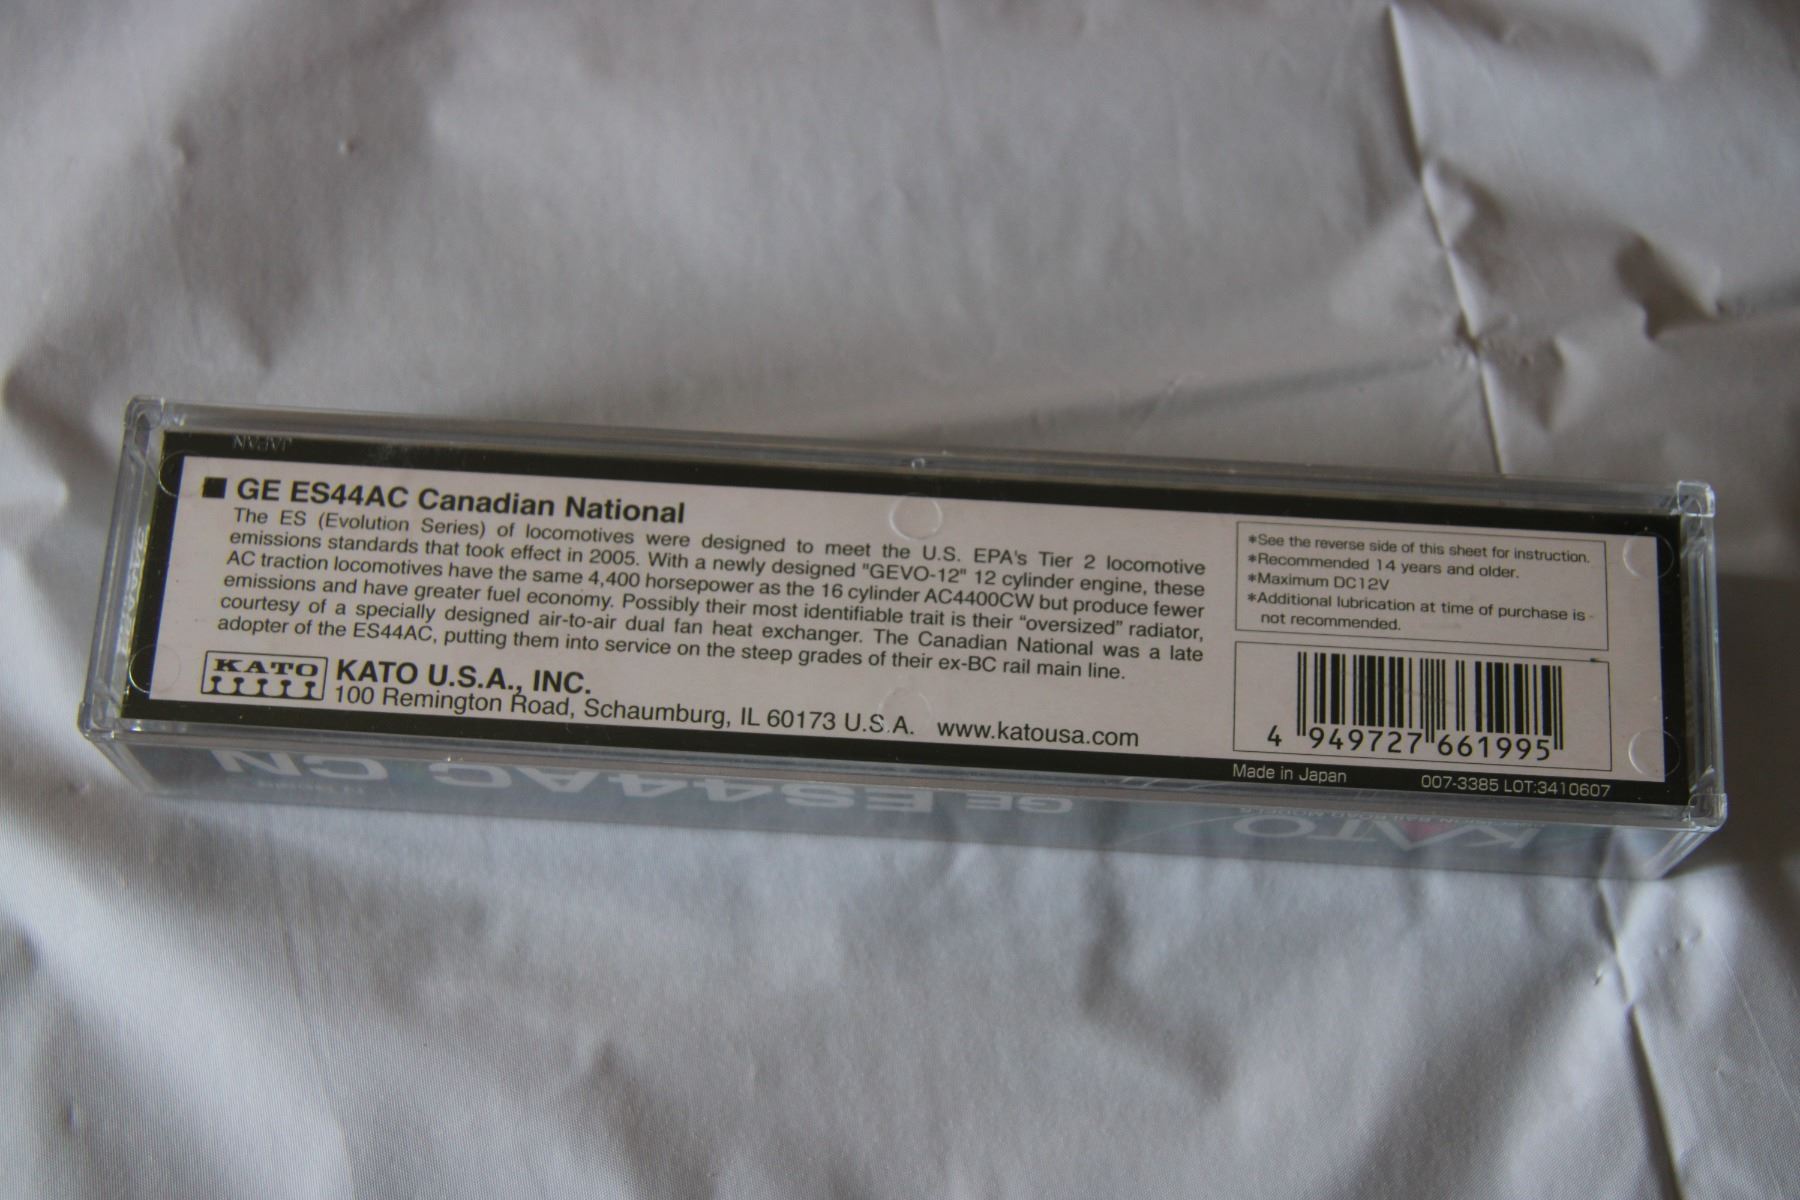 JAPAN
■ GE ES44AC Canadian National
The ES (Evolution Series) of locomotives were designed to meet the U.S. EPA's Tier 2 locomotive
emissions standards that took effect in 2005. With a newly designed "GEVO-12" 12 cylinder engine, these
AC traction locomotives have the same 4,400 horsepower as the 16 cylinder AC4400CW but produce fewer
emissions and have greater fuel economy. Possibly their most identifiable trait is their “oversized” radiator,
courtesy of a specially designed air-to-air dual fan heat exchanger. The Canadian National was a late
adopter of the ES44AC, putting them into service on the steep grades of their ex-BC rail main line.
KATO
KATO U.S.A., INC.
100 Remington Road, Schaumburg, IL 60173 U.S.A. www.katousa.com
*See the reverse side of this sheet for instruction.
*Recommended 14 years and older.
*Maximum DC12V
*Additional lubrication at time of purchase is
not recommended.
4 949727 661995
Made in Japan
007-3385 LOT:3410607
KATO
GE ES44AC CN